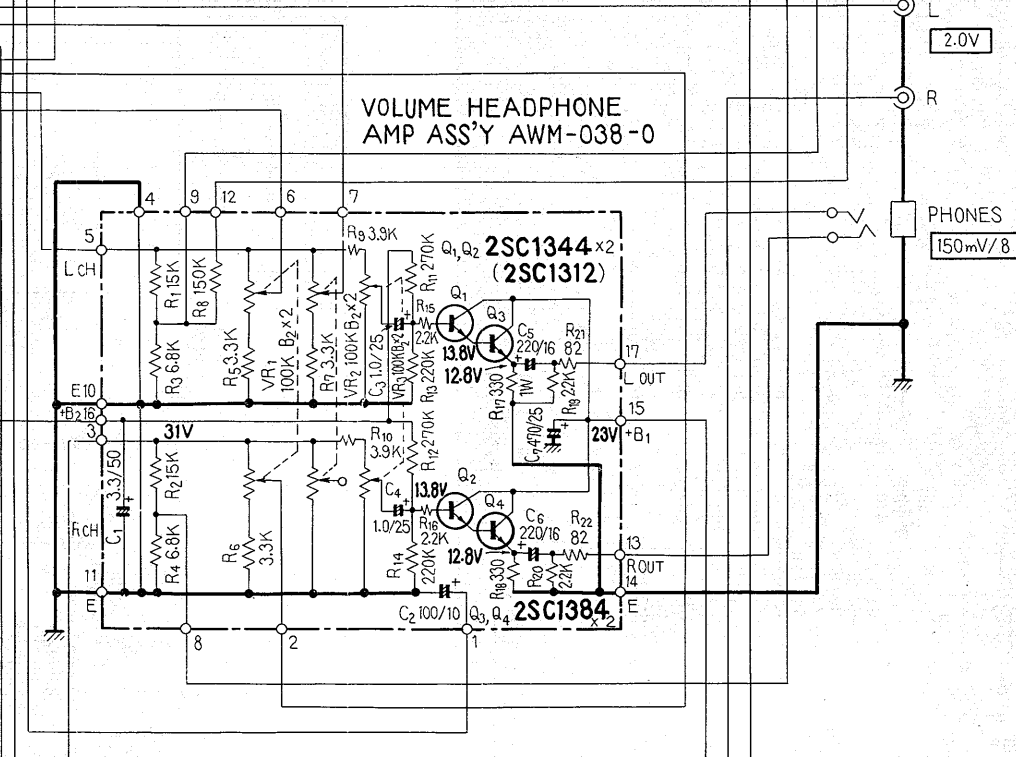 L
2.0V
R
VOLUME HEADPHONE
AMP ASS'Y AWM-038-0
PHONES
150mV/8
4
9
12
6
7
5
L CH
R1 15K
R8 150K
R9 3.9K
R11 270K
Q1, Q2
2SC1344 ×2
(2SC1312)
R3 6.8K
R5 3.3K
VR1
100K B2×2
R7 3.3K
VR2 100K B2×2
C3 1.0/25
VR3 100KB×2
R13 220K
R15
2.2K
Q1
Q3
13.8V
12.8V
C5
220/16
R21
82
R17 330
1W
R19 2.2K
17
L OUT
E10
+B2 16
3
31V
C7 470/25
23V
15
+B1
R2 15K
R10
3.9K
R12 270K
C1
3.3/50
R CH
R4 6.8K
R6
3.3K
C4
1.0/25
13.8V
R16
2.2K
R14
220K
Q2
Q4
12.8V
C6
220/16
R22
82
R18 330
R20
2.2K
13
R OUT
14
E
11
E
C2 100/10
Q3, Q4
2SC1384
×2
8
2
1